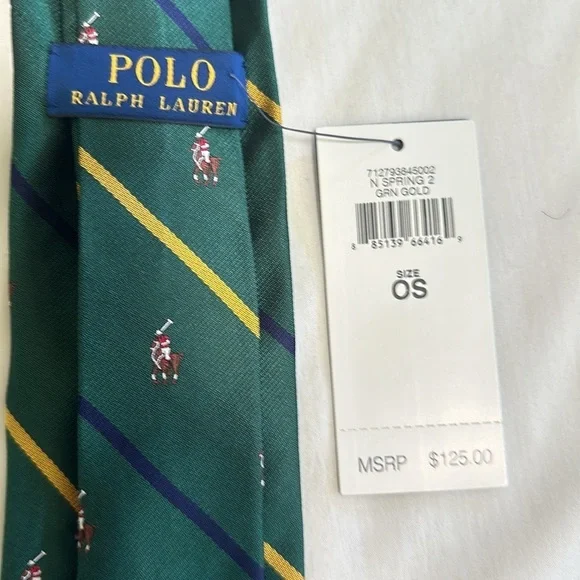 POLO
RALPH LAUREN
712793845002
N SPRING 2
GRN GOLD
8 85139 66416 9
SIZE
OS
MSRP $125.00